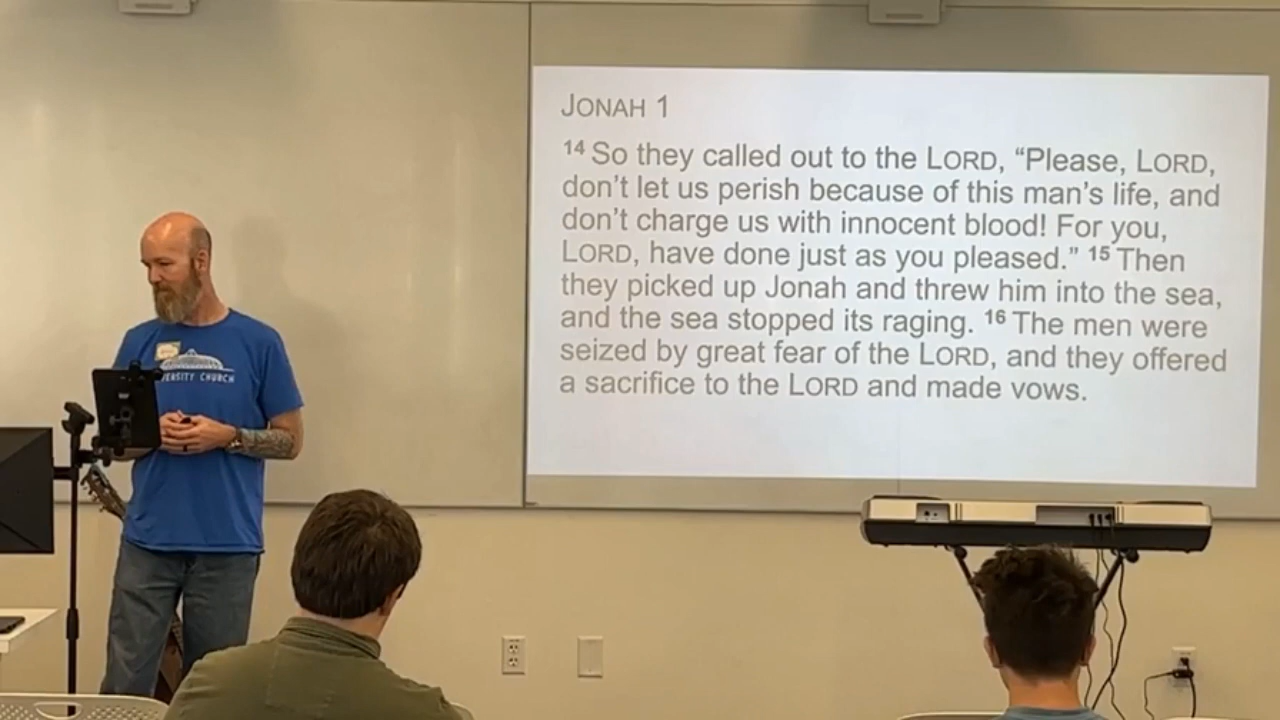 JONAH 1
14 So they called out to the LORD, “Please, LORD,
don’t let us perish because of this man’s life, and
don’t charge us with innocent blood! For you,
LORD, have done just as you pleased.” 15 Then
they picked up Jonah and threw him into the sea,
and the sea stopped its raging. 16 The men were
seized by great fear of the LORD, and they offered
a sacrifice to the LORD and made vows.
CHURCH